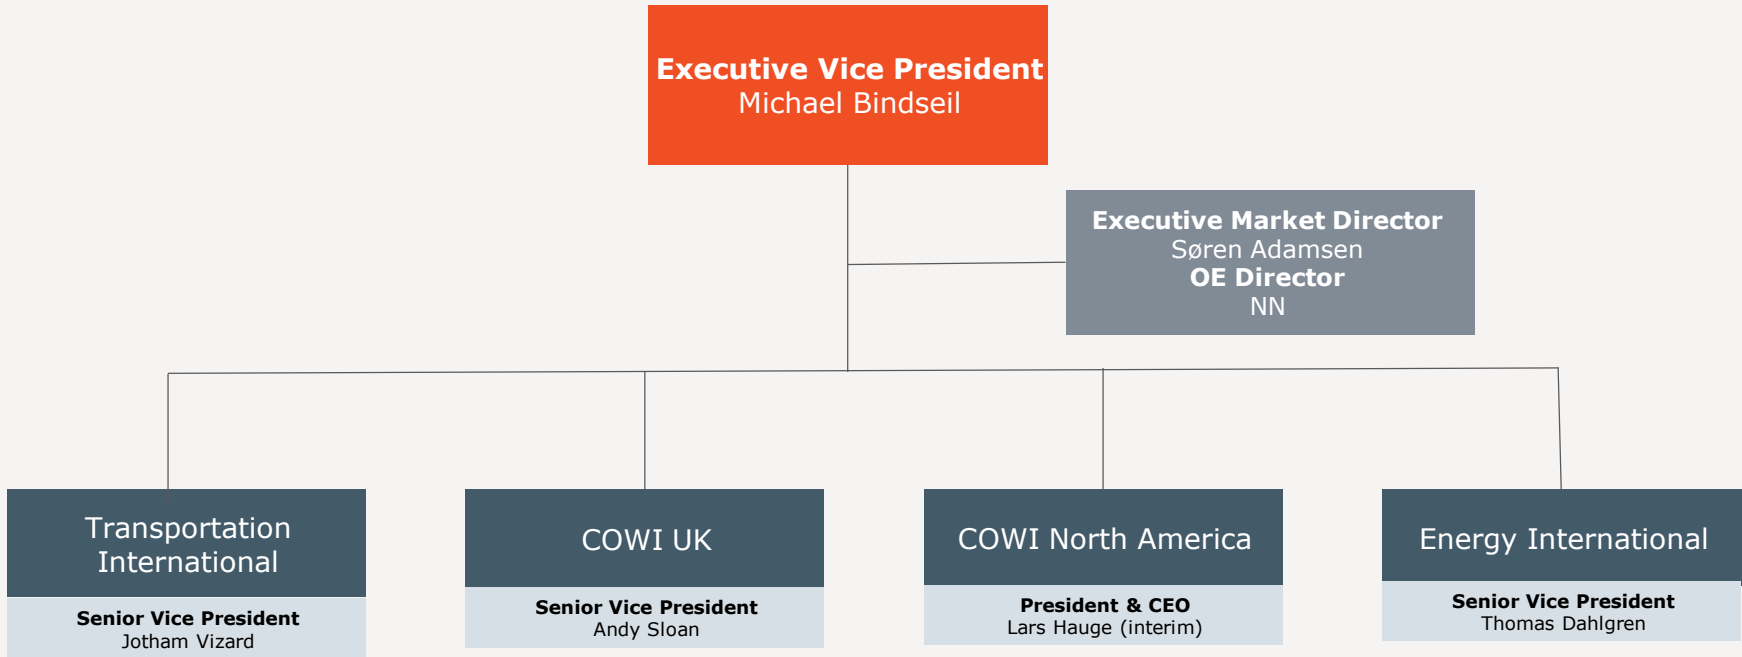 Executive Vice President
Michael Bindseil
Executive Market Director
Søren Adamsen
OE Director
NN
Transportation
International
Senior Vice President
Jotham Vizard
COWI UK
Senior Vice President
Andy Sloan
COWI North America
President & CEO
Lars Hauge (interim)
Energy International
Senior Vice President
Thomas Dahlgren